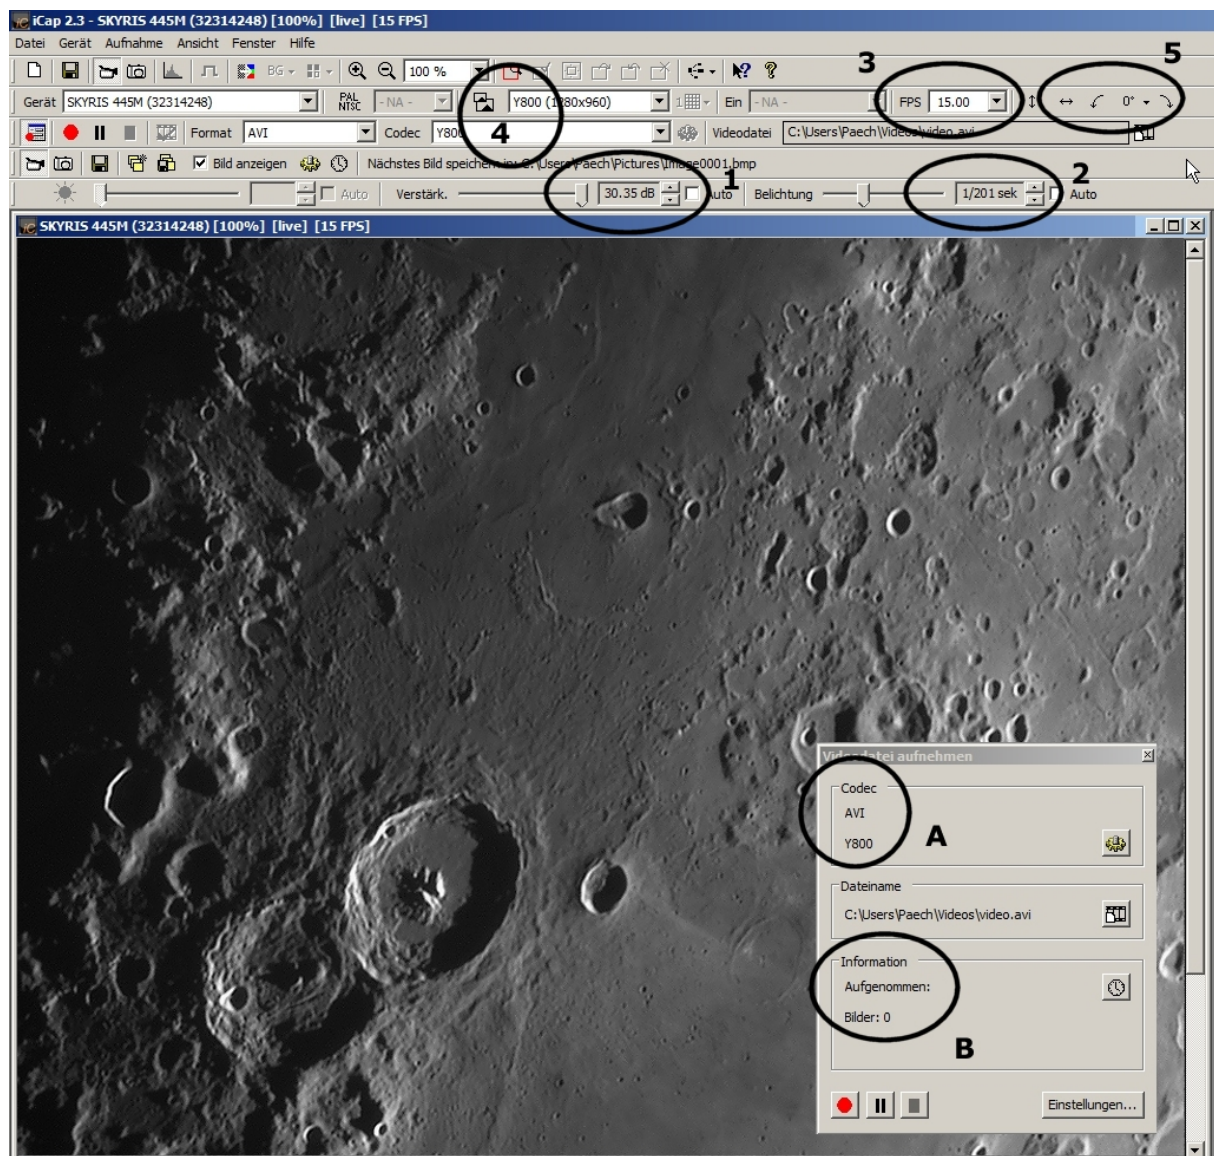 iCap 2.3 - SKYRIS 445M (32314248) [100%] [live] [15 FPS]
Datei Gerät Aufnahme Ansicht Fenster Hilfe
BG 100 % 3 5
Gerät SKYRIS 445M (32314248) PAL NTSC - NA - Y800 (1280x960) 1 Ein - NA - FPS 15.00 0°
Format AVI Codec Y800 4 Videodatei C:\Users\Paech\Videos\video.avi
Bild anzeigen Nächstes Bild speichern in: C:\Users\Paech\Pictures\Image0001.bmp
Auto Verstärk. 30.35 dB 1 Auto Belichtung 1/201 sek 2 Auto
SKYRIS 445M (32314248) [100%] [live] [15 FPS]
Videodatei aufnehmen
Codec
AVI
Y800
A
Dateiname
C:\Users\Paech\Videos\video.avi
Information
Aufgenommen:
Bilder: 0
B
Einstellungen...